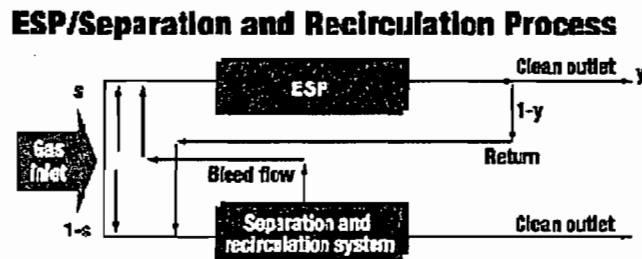 ESP/Separation and Recirculation Process
Clean outlet
s
ESP
y
1-y
Gas
inlet
Return
Bleed flow
1-s
Separation and
recirculation system
Clean outlet